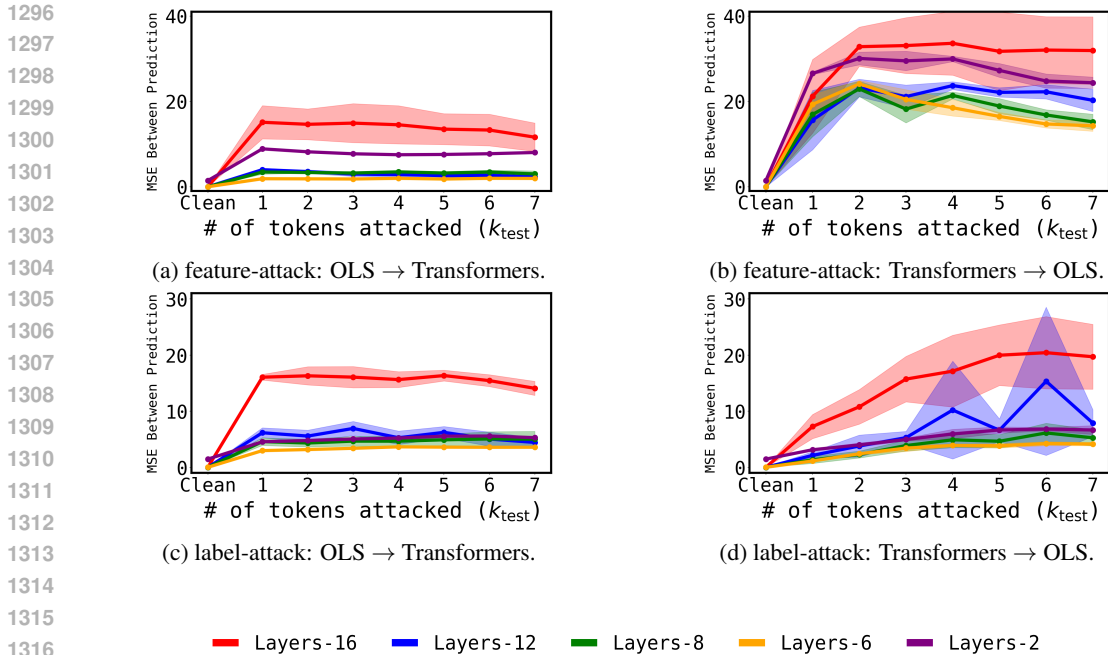 1296
1297
1298
1299
1300
1301
1302
1303
1304
1305
1306
1307
1308
1309
1310
1311
1312
1313
1314
1315
1316
MSE Between Prediction
40
20
0
Clean 1 2 3 4 5 6 7
# of tokens attacked (k_test)
(a) feature-attack: OLS → Transformers.
MSE Between Prediction
40
20
0
Clean 1 2 3 4 5 6 7
# of tokens attacked (k_test)
(b) feature-attack: Transformers → OLS.
MSE Between Prediction
30
20
10
0
Clean 1 2 3 4 5 6 7
# of tokens attacked (k_test)
(c) label-attack: OLS → Transformers.
MSE Between Prediction
30
20
10
0
Clean 1 2 3 4 5 6 7
# of tokens attacked (k_test)
(d) label-attack: Transformers → OLS.
Layers-16 Layers-12 Layers-8 Layers-6 Layers-2